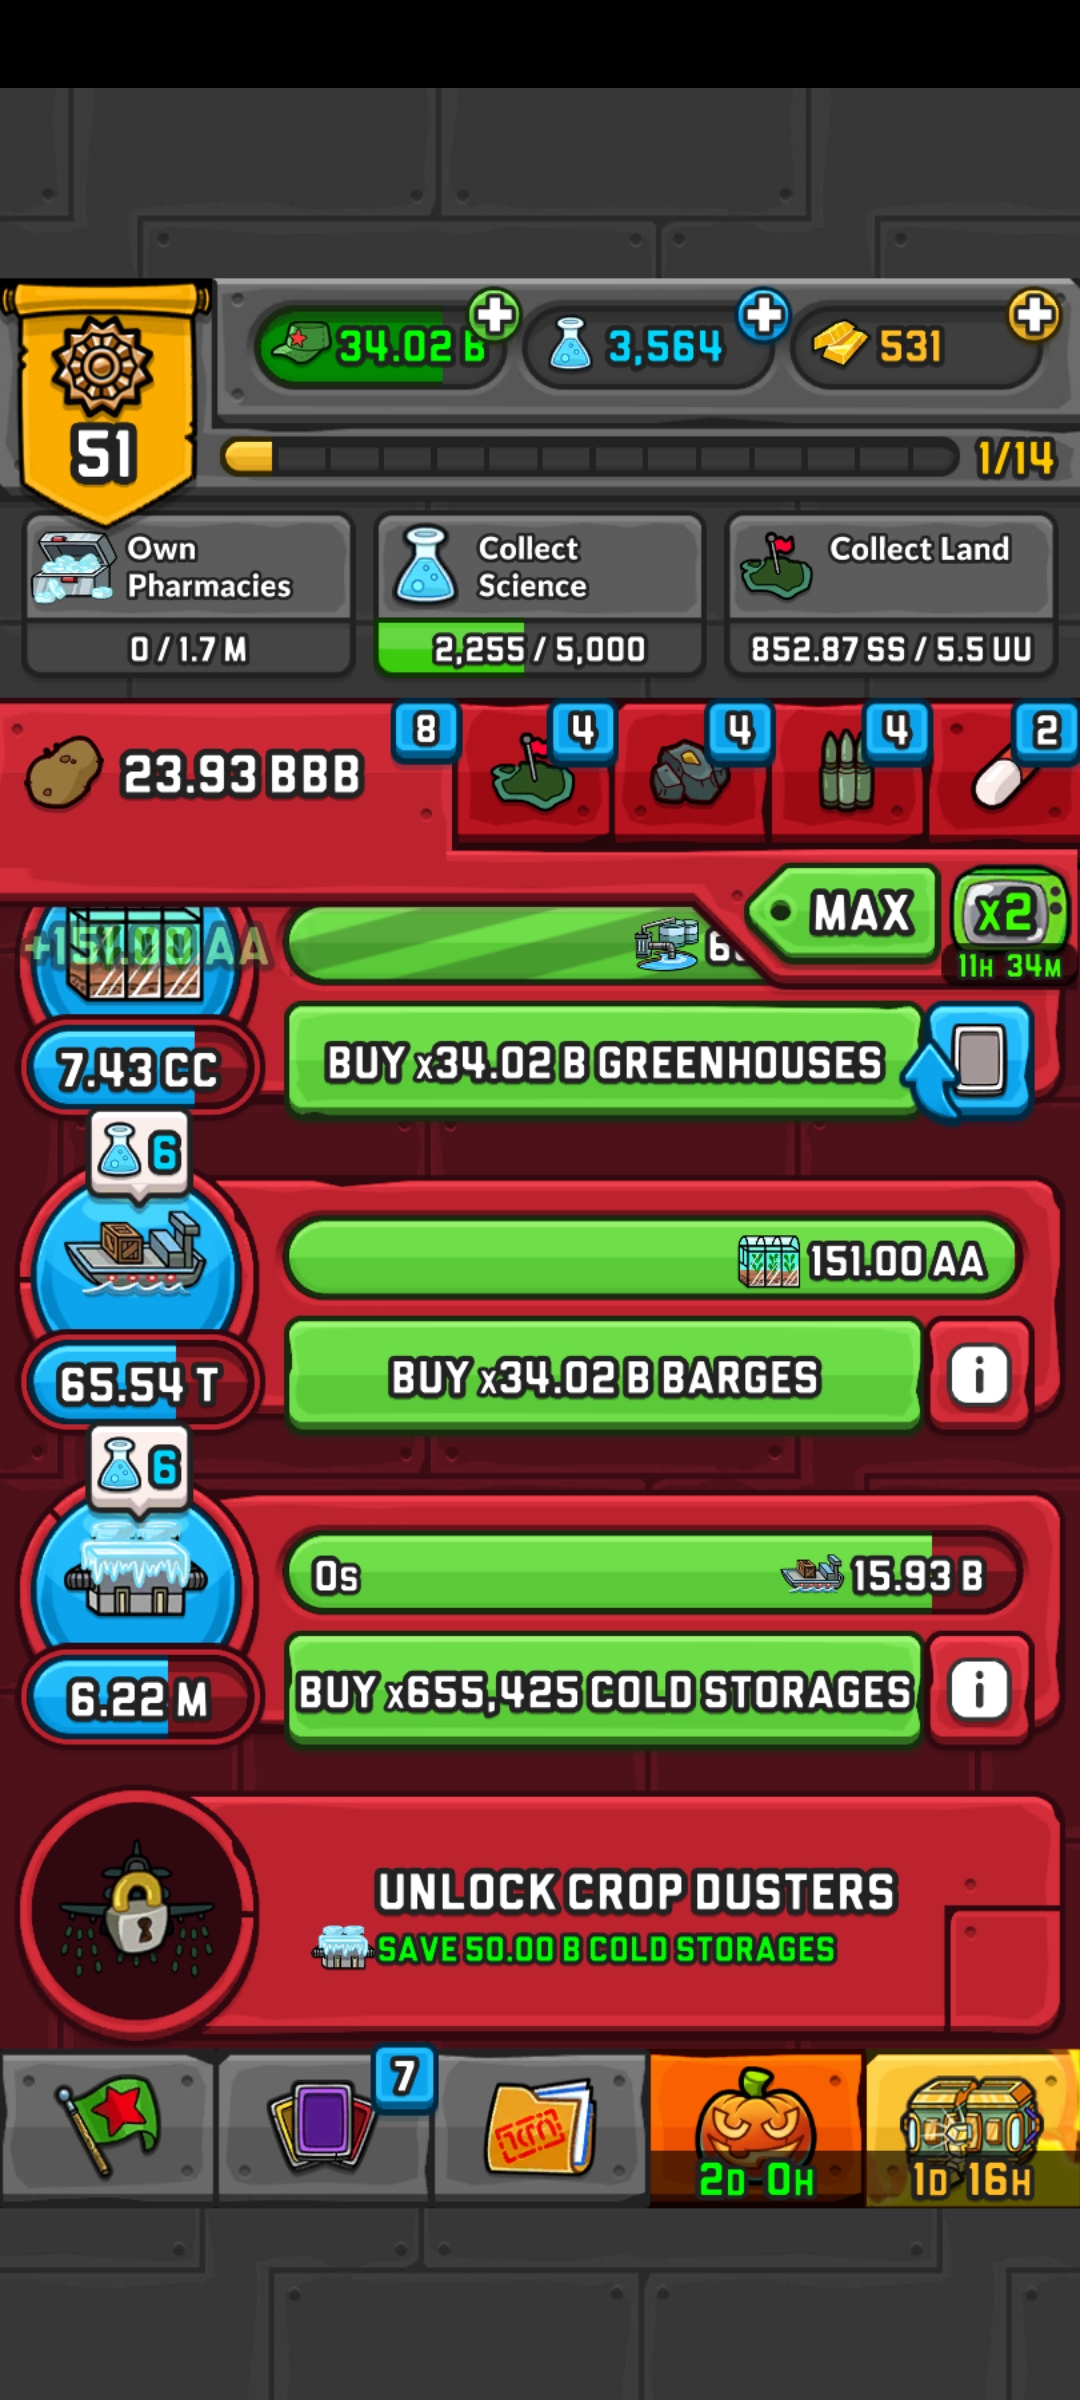 34.02 B
3,564
531
51
1/14
Own
Pharmacies
0 / 1.7 M
Collect
Science
2,255 / 5,000
Collect Land
852.87 SS / 5.5 UU
23.93 BBB
8
4
4
4
2
MAX
x2
11H 34M
+151.00 AA
7.43 CC
BUY x34.02 B GREENHOUSES
6
151.00 AA
65.54 T
BUY x34.02 B BARGES
i
6
0s
15.93 B
6.22 M
BUY x655,425 COLD STORAGES
i
UNLOCK CROP DUSTERS
SAVE 50.00 B COLD STORAGES
7
2D 0H
1D 16H